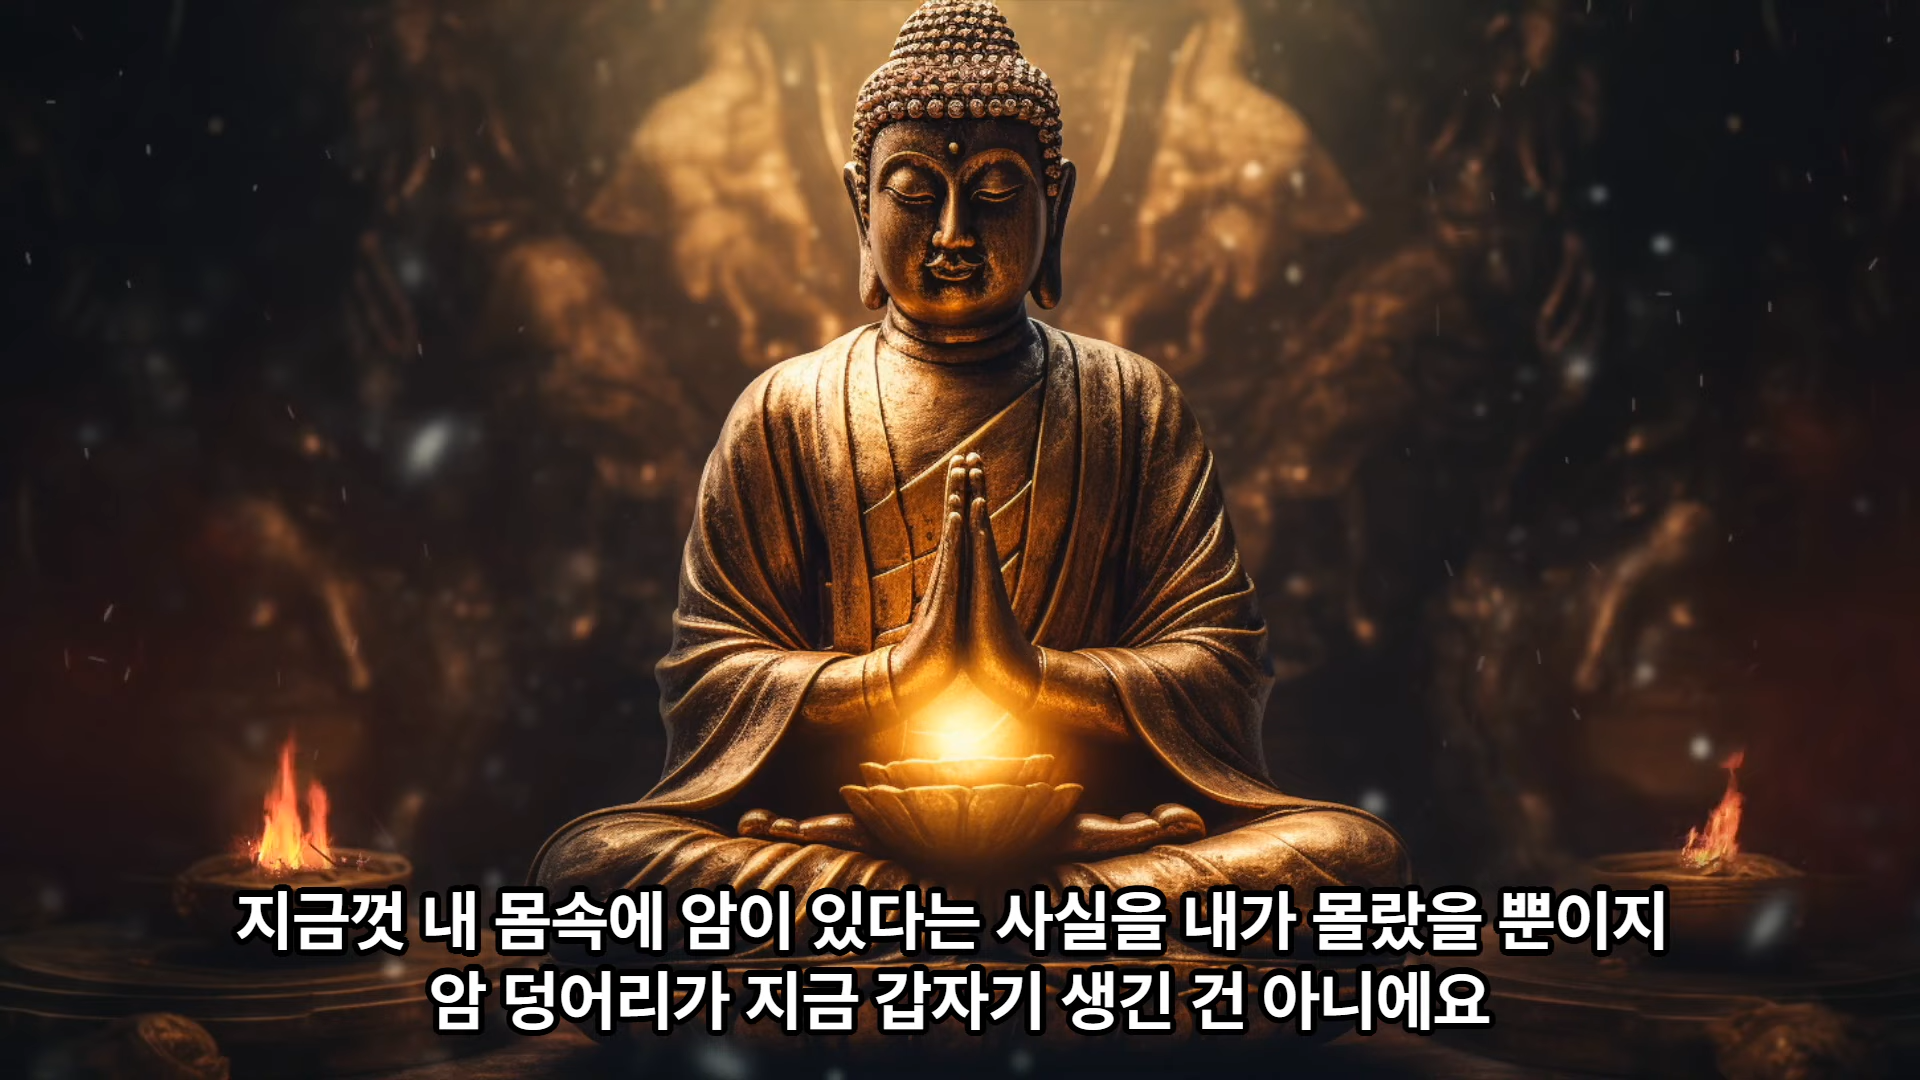 지금껏 내 몸속에 암이 있다는 사실을 내가 몰랐을 뿐이지
암 덩어리가 지금 갑자기 생긴 건 아니에요